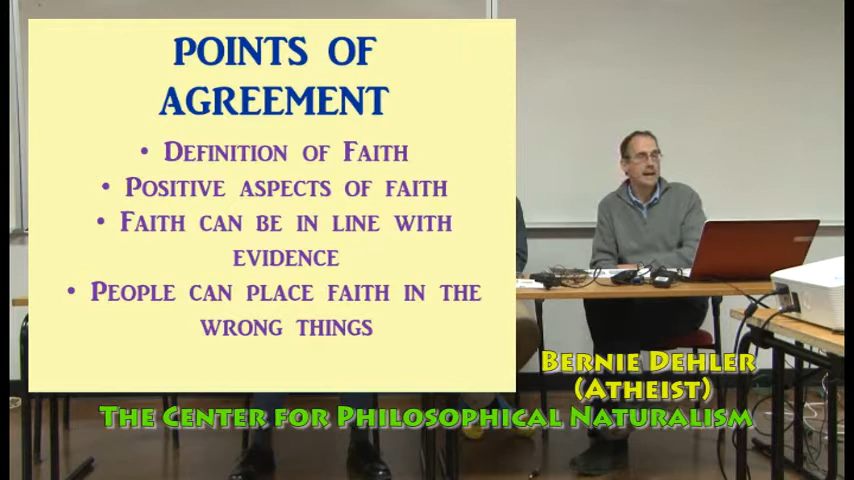 POINTS OF
AGREEMENT
• DEFINITION OF FAITH
• POSITIVE ASPECTS OF FAITH
• FAITH CAN BE IN LINE WITH
EVIDENCE
• PEOPLE CAN PLACE FAITH IN THE
WRONG THINGS
BERNIE DEHLER
(ATHEIST)
THE CENTER FOR PHILOSOPHICAL NATURALISM